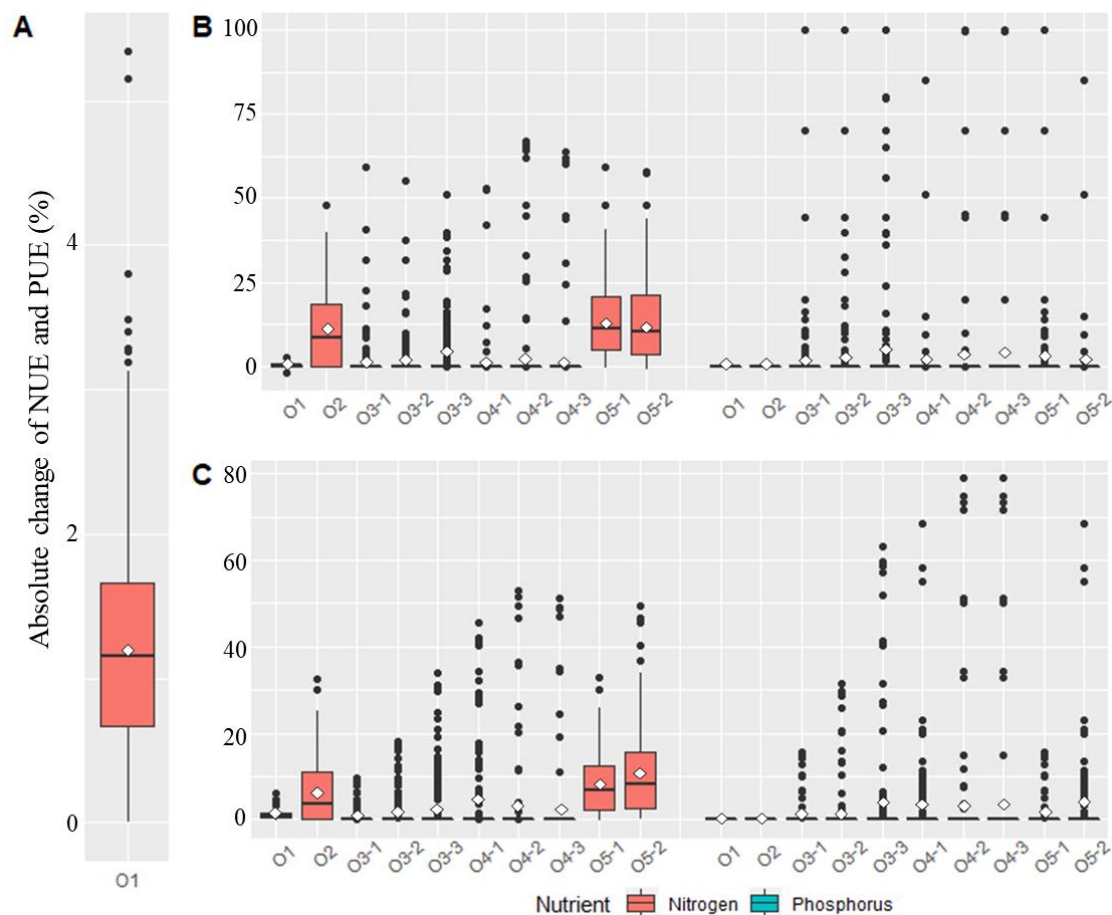 A
B
C
Absolute change of NUE and PUE (%)
4
2
0
O1
100
75
50
25
0
O1 O2 O3-1 O3-2 O3-3 O4-1 O4-2 O4-3 O5-1 O5-2 O1 O2 O3-1 O3-2 O3-3 O4-1 O4-2 O4-3 O5-1 O5-2
80
60
40
20
0
O1 O2 O3-1 O3-2 O3-3 O4-1 O4-2 O4-3 O5-1 O5-2 O1 O2 O3-1 O3-2 O3-3 O4-1 O4-2 O4-3 O5-1 O5-2
Nutrient Nitrogen Phosphorus